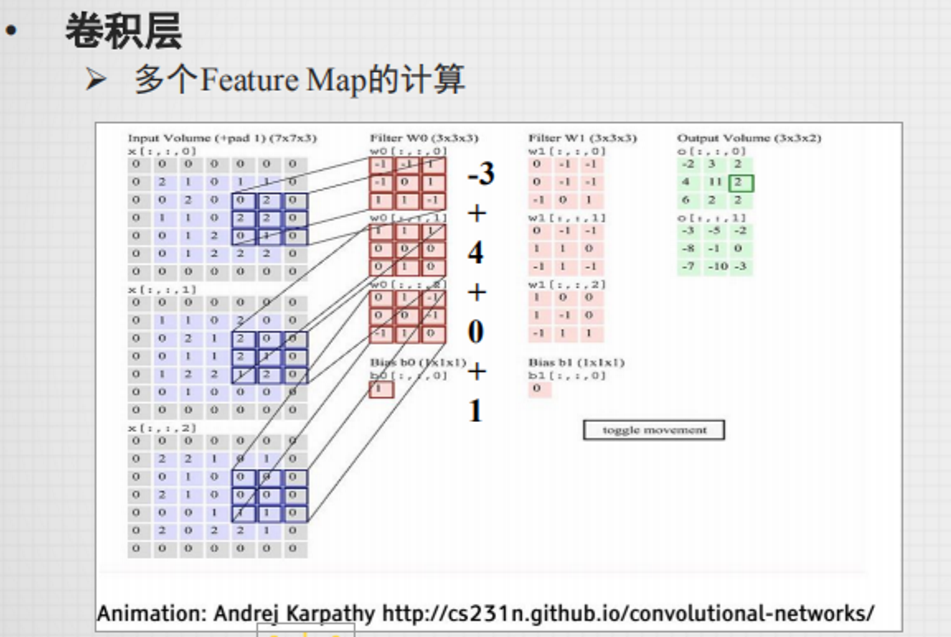 • 卷积层
➢ 多个Feature Map的计算
Input Volume (+pad 1) (7x7x3)
x[:,:,0]
0 0 0 0 0 0 0
0 2 1 0 1 1 0
0 0 2 0 0 2 0
0 1 1 0 2 2 0
0 0 1 2 0 1 0
0 0 1 2 2 2 0
0 0 0 0 0 0 0
x[:,:,1]
0 0 0 0 0 0 0
0 1 1 0 2 0 0
0 0 2 1 2 0 0
0 0 1 1 2 1 0
0 1 2 2 1 2 0
0 0 1 0 0 0 0
0 0 0 0 0 0 0
x[:,:,2]
0 0 0 0 0 0 0
0 2 2 1 0 1 0
0 0 1 0 0 0 0
0 2 1 0 0 0 0
0 0 0 1 1 1 0
0 2 0 2 2 1 0
0 0 0 0 0 0 0
Filter W0 (3x3x3)
w0[:,:,0]
-1 -1 1
-1 0 1
1 1 -1
w0[:,:,1]
1 1 1
0 0 0
0 1 0
w0[:,:,2]
0 1 -1
0 0 -1
-1 1 0
Bias b0 (1x1x1)
b0[:,:,0]
1
-3
+
4
+
0
+
1
Filter W1 (3x3x3)
w1[:,:,0]
0 -1 -1
0 -1 -1
-1 0 1
w1[:,:,1]
0 -1 -1
1 1 0
-1 1 -1
w1[:,:,2]
1 0 0
1 -1 0
-1 1 1
Bias b1 (1x1x1)
b1[:,:,0]
0
Output Volume (3x3x2)
o[:,:,0]
-2 3 2
4 11 2
6 2 2
o[:,:,1]
-3 -5 -2
-8 -1 0
-7 -10 -3
toggle movement
Animation: Andrej Karpathy http://cs231n.github.io/convolutional-networks/